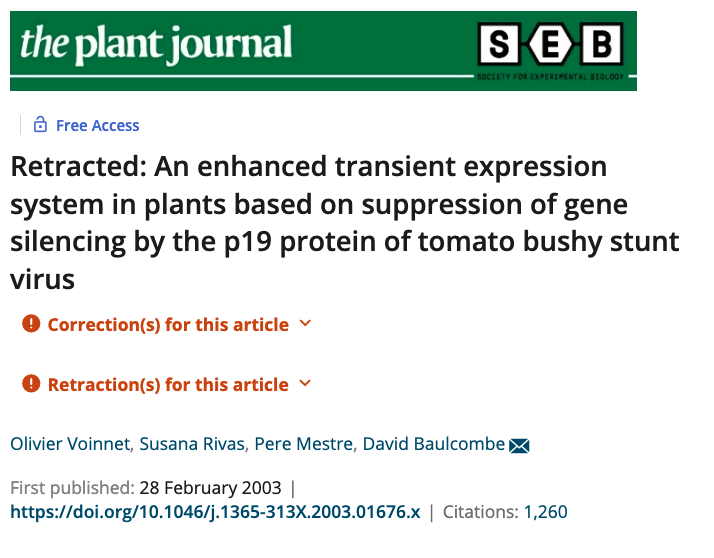 the plant journal
S E B
SOCIETY FOR EXPERIMENTAL BIOLOGY
Free Access
Retracted: An enhanced transient expression
system in plants based on suppression of gene
silencing by the p19 protein of tomato bushy stunt
virus
Correction(s) for this article
Retraction(s) for this article
Olivier Voinnet, Susana Rivas, Pere Mestre, David Baulcombe
First published: 28 February 2003 |
https://doi.org/10.1046/j.1365-313X.2003.01676.x | Citations: 1,260